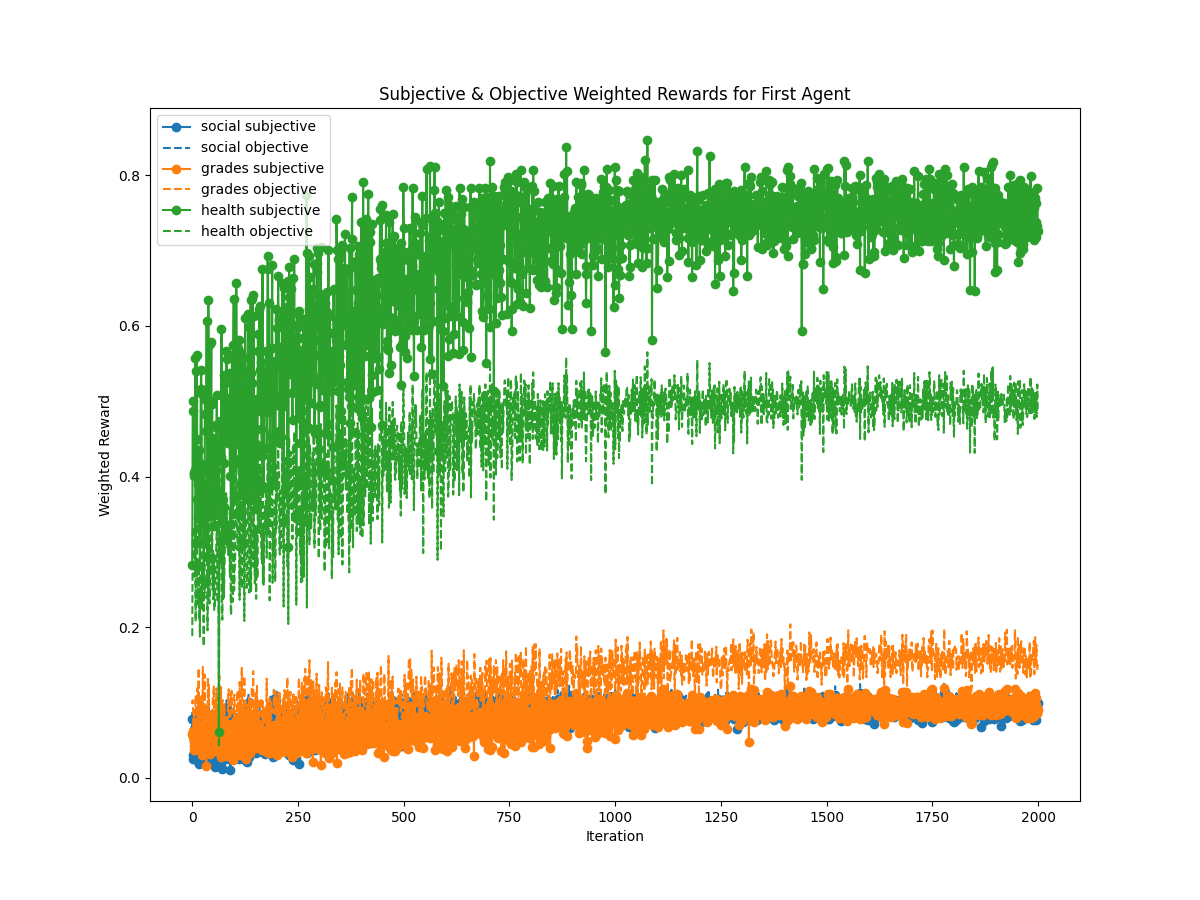 Subjective & Objective Weighted Rewards for First Agent
social subjective
social objective
grades subjective
grades objective
health subjective
health objective
Weighted Reward
0.8
0.6
0.4
0.2
0.0
0 250 500 750 1000 1250 1500 1750 2000
Iteration